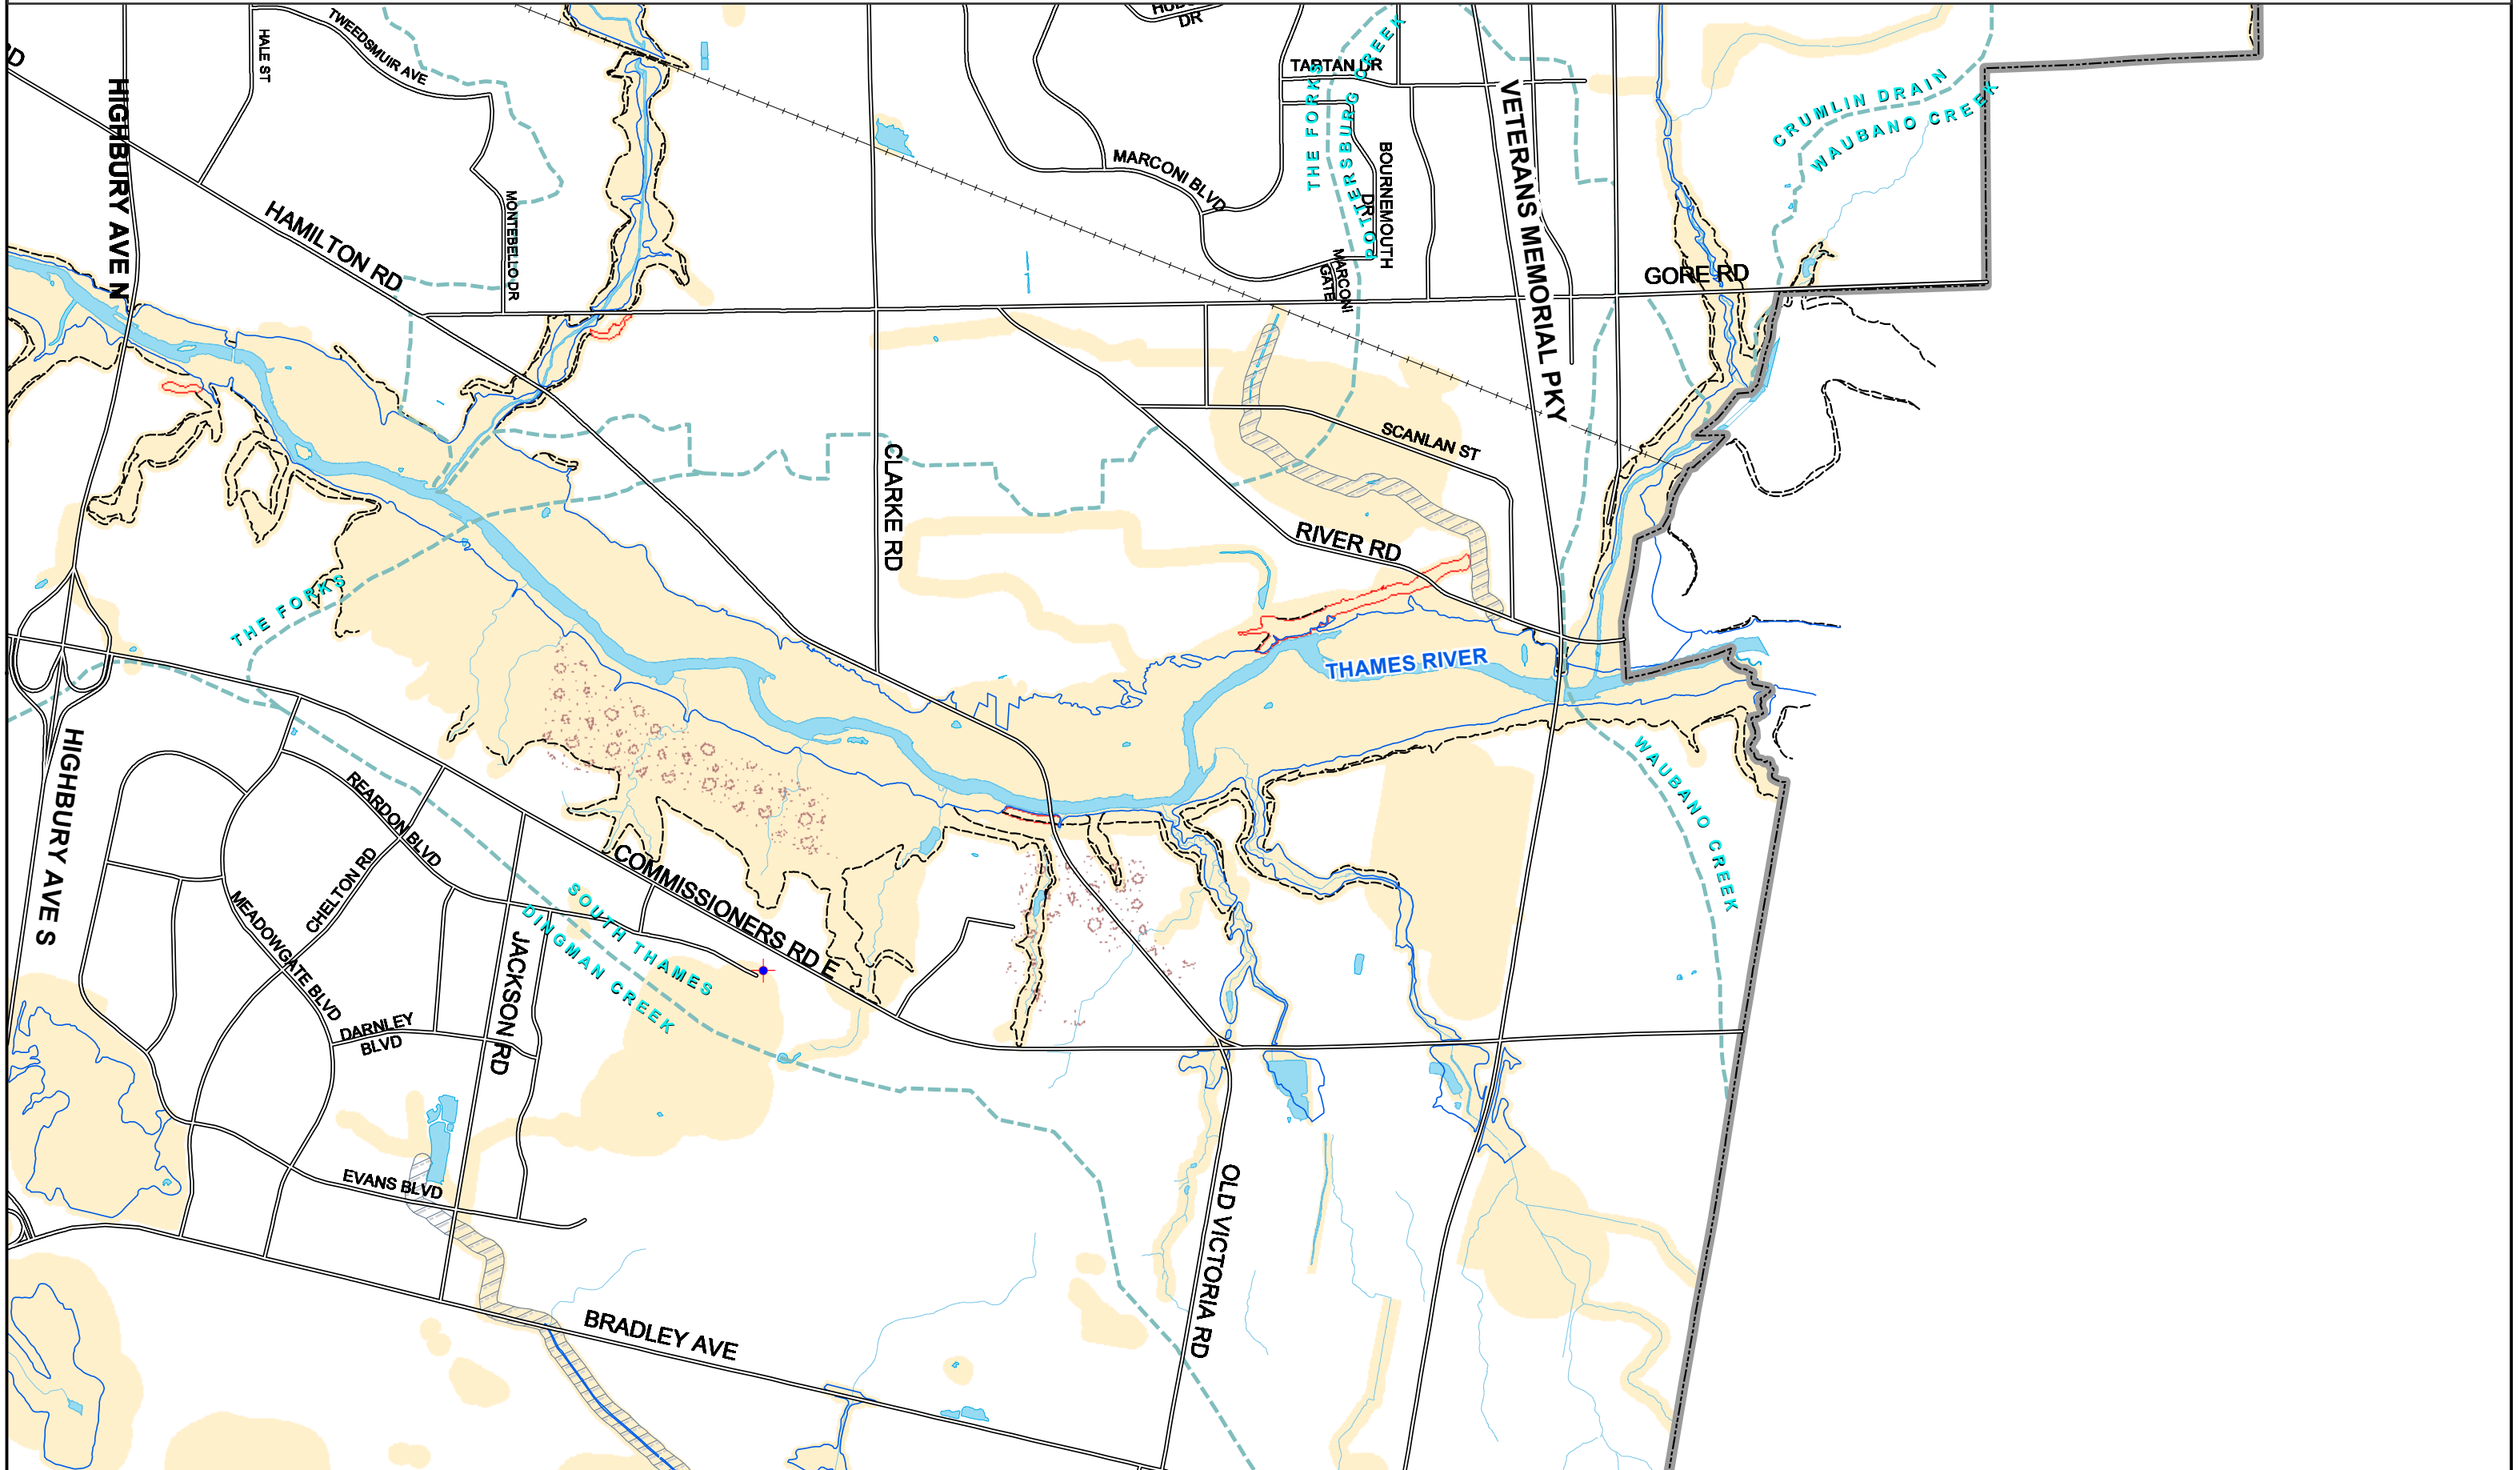 DR
TWEEDSMUIR AVE
HALE ST
TARTAN DR
HIGHBURY AVE N
VETERANS MEMORIAL PKY
THE FORKS
POTTERSBURG CREEK
CRUMLIN DRAIN
WAUBANO CREEK
MARCONI BLVD
BOURNEMOUTH
DR
MONTEBELLO DR
HAMILTON RD
MARCONI
GATE
GORE RD
SCANLAN ST
CLARKE RD
RIVER RD
THE FORKS
THAMES RIVER
HIGHBURY AVE S
WAUBANO CREEK
REARDON BLVD
CHELTON RD
COMMISSIONERS RD E
MEADOWGATE BLVD
SOUTH THAMES
DINGMAN CREEK
JACKSON RD
DARNLEY
BLVD
EVANS BLVD
OLD VICTORIA RD
BRADLEY AVE